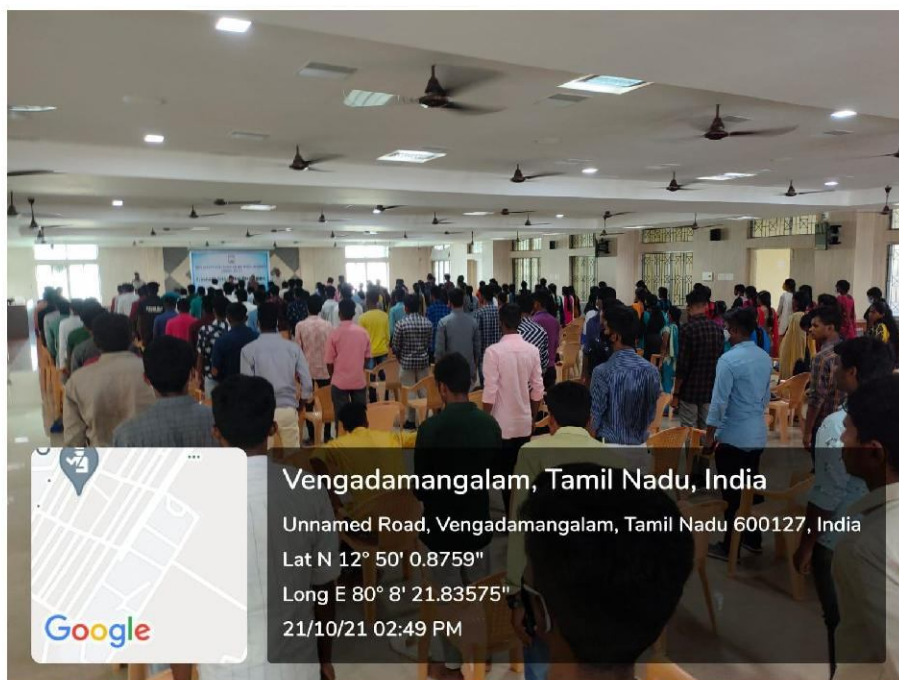 Vengadamangalam, Tamil Nadu, India
Unnamed Road, Vengadamangalam, Tamil Nadu 600127, India
Lat N 12° 50' 0.8759"
Long E 80° 8' 21.83575"
21/10/21 02:49 PM
Google